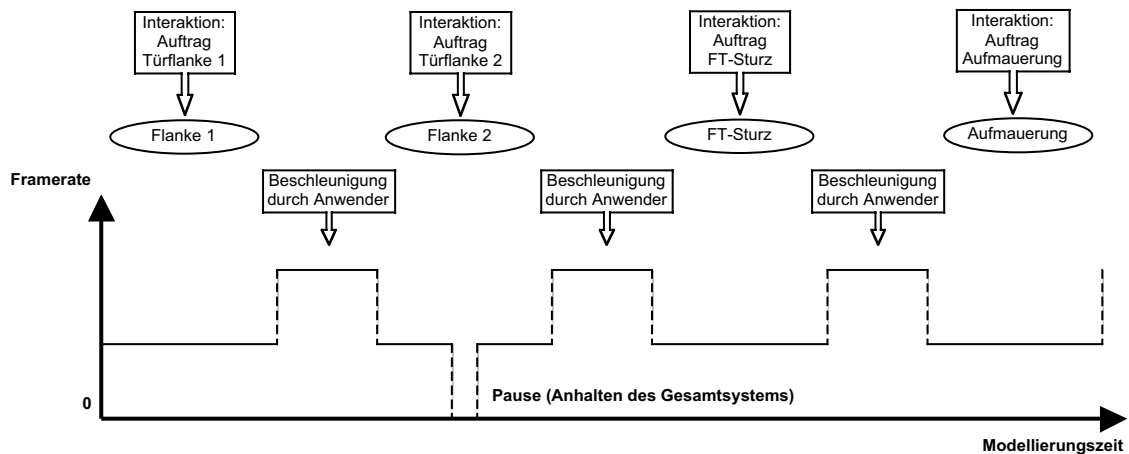 Interaktion:
Auftrag
Türflanke 1
Interaktion:
Auftrag
Türflanke 2
Interaktion:
Auftrag
FT-Sturz
Interaktion:
Auftrag
Aufmauerung
Flanke 1
Flanke 2
FT-Sturz
Aufmauerung
Framerate
Beschleunigung
durch Anwender
Beschleunigung
durch Anwender
Beschleunigung
durch Anwender
Pause (Anhalten des Gesamtsystems)
0
Modellierungszeit